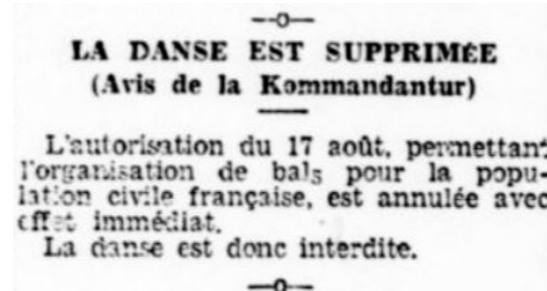 LA DANSE EST SUPPRIMÉE
(Avis de la Kommandantur)
L'autorisation du 17 août, permettant
l'organisation de bals pour la popu-
lation civile française, est annulée avec
effet immédiat.
La danse est donc interdite.